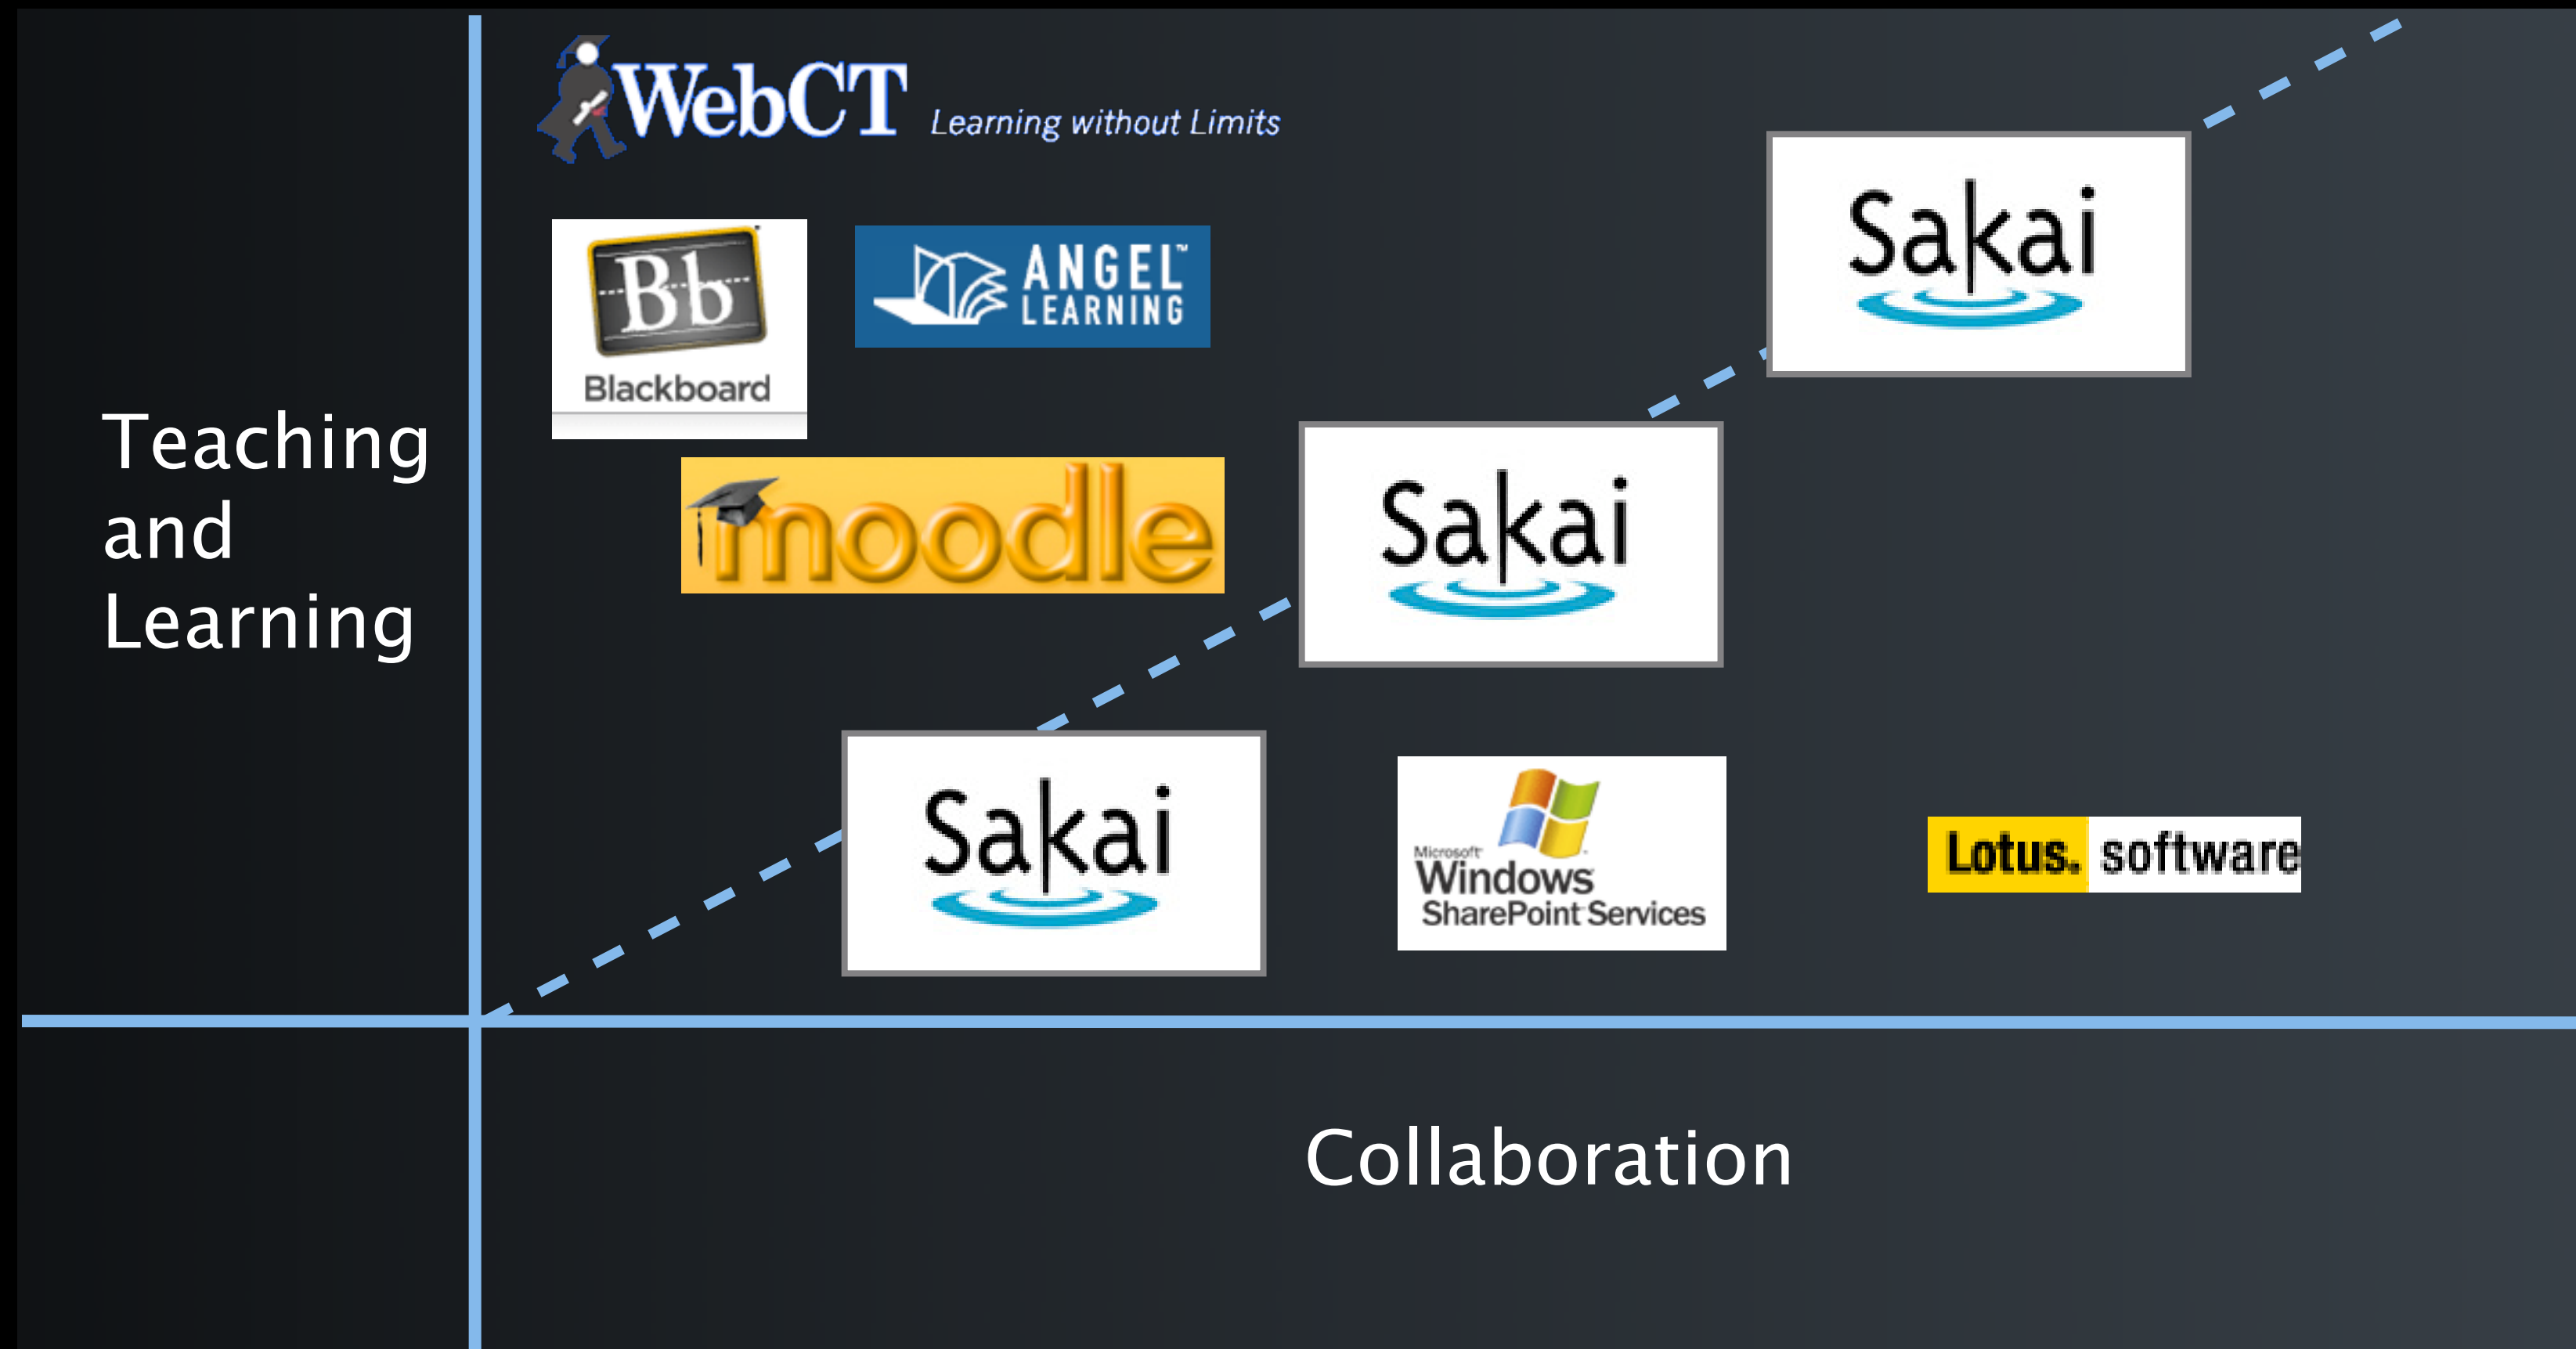 WebCT Learning without Limits
Bb
Blackboard
ANGEL™
LEARNING
Sakai
Teaching
and
Learning
moodle
Sakai
Sakai
Microsoft
Windows
SharePoint Services
Lotus. software
Collaboration